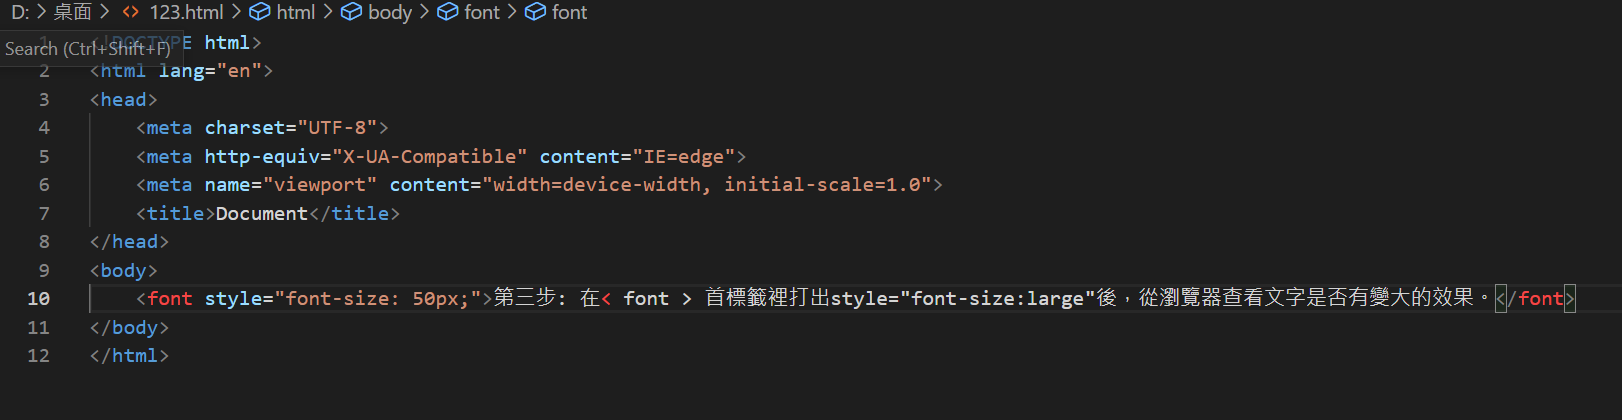 D: > 桌面 > <> 123.html > html > body > font > font
1 <!DOCTYPE html>
Search (Ctrl+Shift+F)
2 <html lang="en">
3 <head>
4 <meta charset="UTF-8">
5 <meta http-equiv="X-UA-Compatible" content="IE=edge">
6 <meta name="viewport" content="width=device-width, initial-scale=1.0">
7 <title>Document</title>
8 </head>
9 <body>
10 <font style="font-size: 50px;">第三步: 在< font > 首標籤裡打出style="font-size:large"後，從瀏覽器查看文字是否有變大的效果。</font>
11 </body>
12 </html>